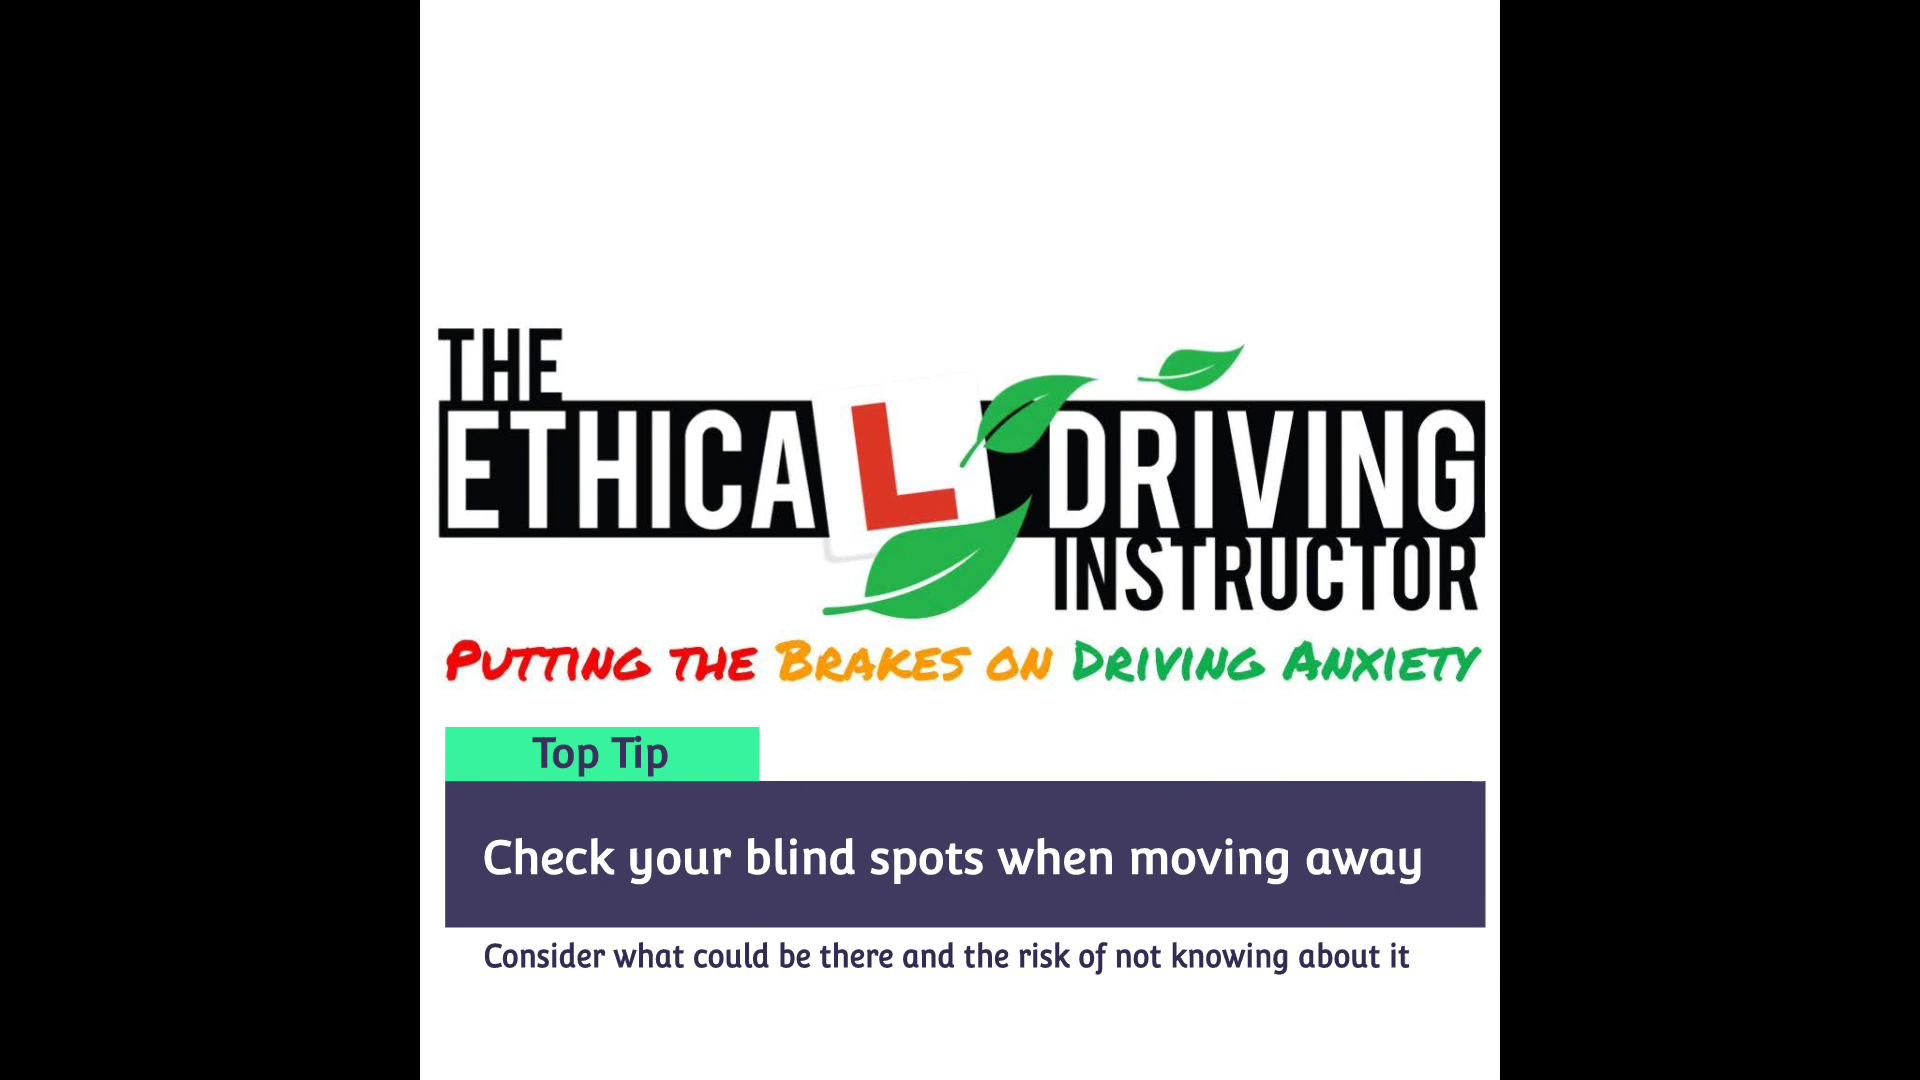 THE
ETHICAL DRIVING
INSTRUCTOR
PUTTING THE BRAKES ON DRIVING ANXIETY
Top Tip
Check your blind spots when moving away
Consider what could be there and the risk of not knowing about it